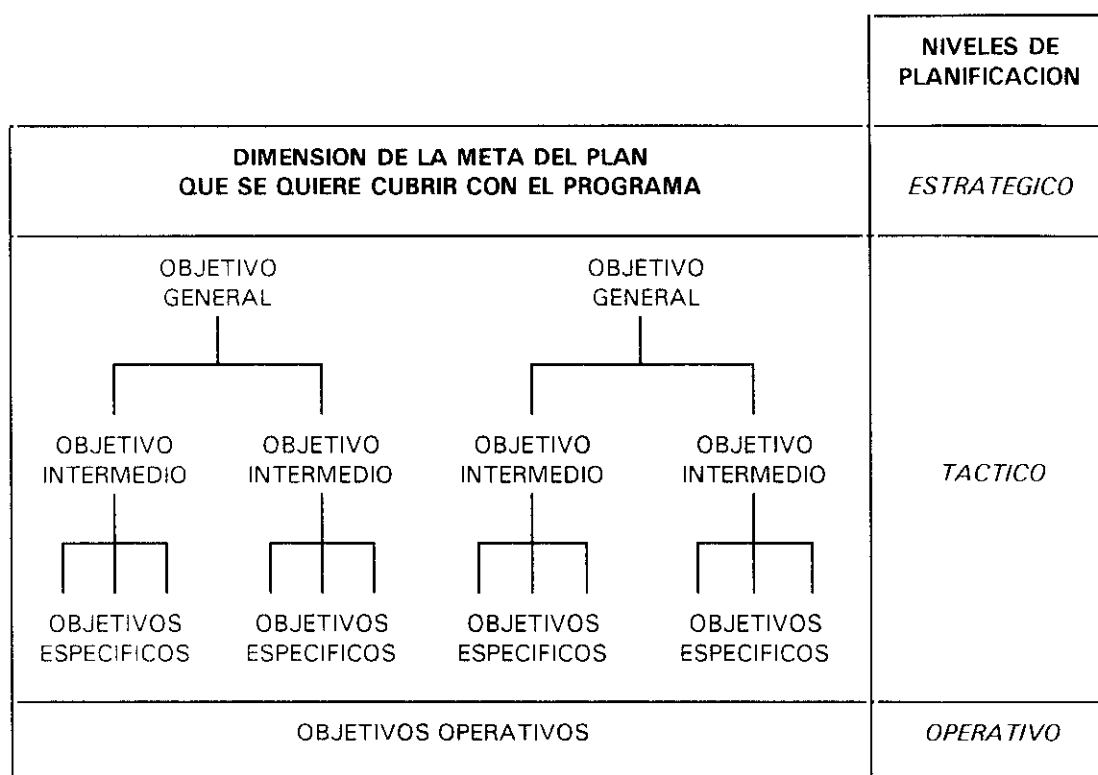 NIVELES DE
PLANIFICACION
DIMENSION DE LA META DEL PLAN
QUE SE QUIERE CUBRIR CON EL PROGRAMA
ESTRATEGICO
OBJETIVO
GENERAL
OBJETIVO
GENERAL
OBJETIVO
INTERMEDIO
OBJETIVO
INTERMEDIO
OBJETIVO
INTERMEDIO
OBJETIVO
INTERMEDIO
TACTICO
OBJETIVOS
ESPECIFICOS
OBJETIVOS
ESPECIFICOS
OBJETIVOS
ESPECIFICOS
OBJETIVOS
ESPECIFICOS
OBJETIVOS OPERATIVOS
OPERATIVO